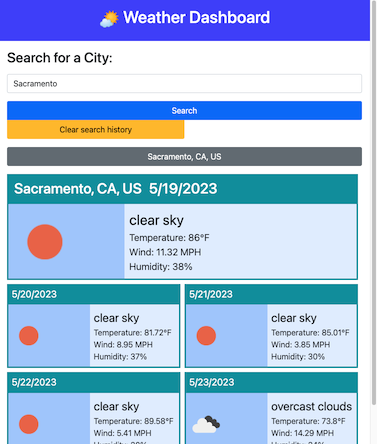 Weather Dashboard
Search for a City:
Sacramento
Search
Clear search history
Sacramento, CA, US
Sacramento, CA, US 5/19/2023
clear sky
Temperature: 86°F
Wind: 11.32 MPH
Humidity: 38%
5/20/2023
clear sky
Temperature: 81.72°F
Wind: 8.95 MPH
Humidity: 37%
5/21/2023
clear sky
Temperature: 85.01°F
Wind: 3.85 MPH
Humidity: 30%
5/22/2023
clear sky
Temperature: 89.58°F
Wind: 5.41 MPH
5/23/2023
overcast clouds
Temperature: 73.8°F
Wind: 14.29 MPH